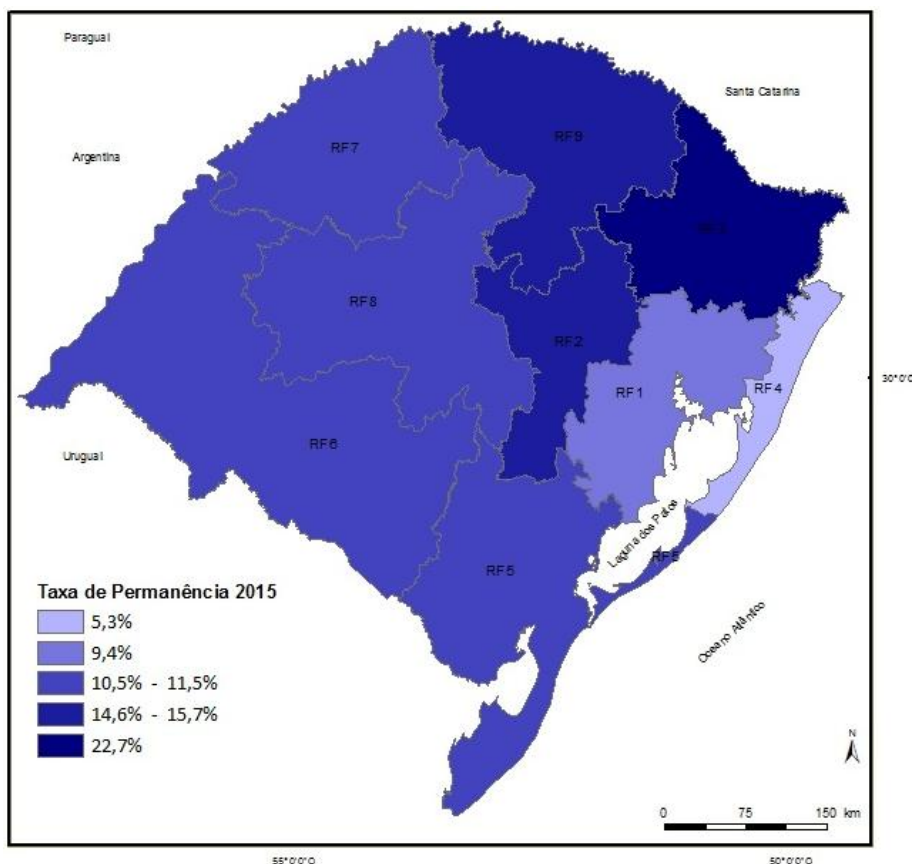 Paraguai
Santa Catarina
RF9
RF7
Argentina
RF8
RF2
30°0'0
RF4
RF1
RF6
Uruguai
Laguna dos Patos
RF5
RF5
Taxa de Permanência 2015
5,3%
9,4%
10,5% - 11,5%
14,6% - 15,7%
22,7%
Oceano Atlântico
N
0 75 150 km
55°0'0"O
50°0'0"O